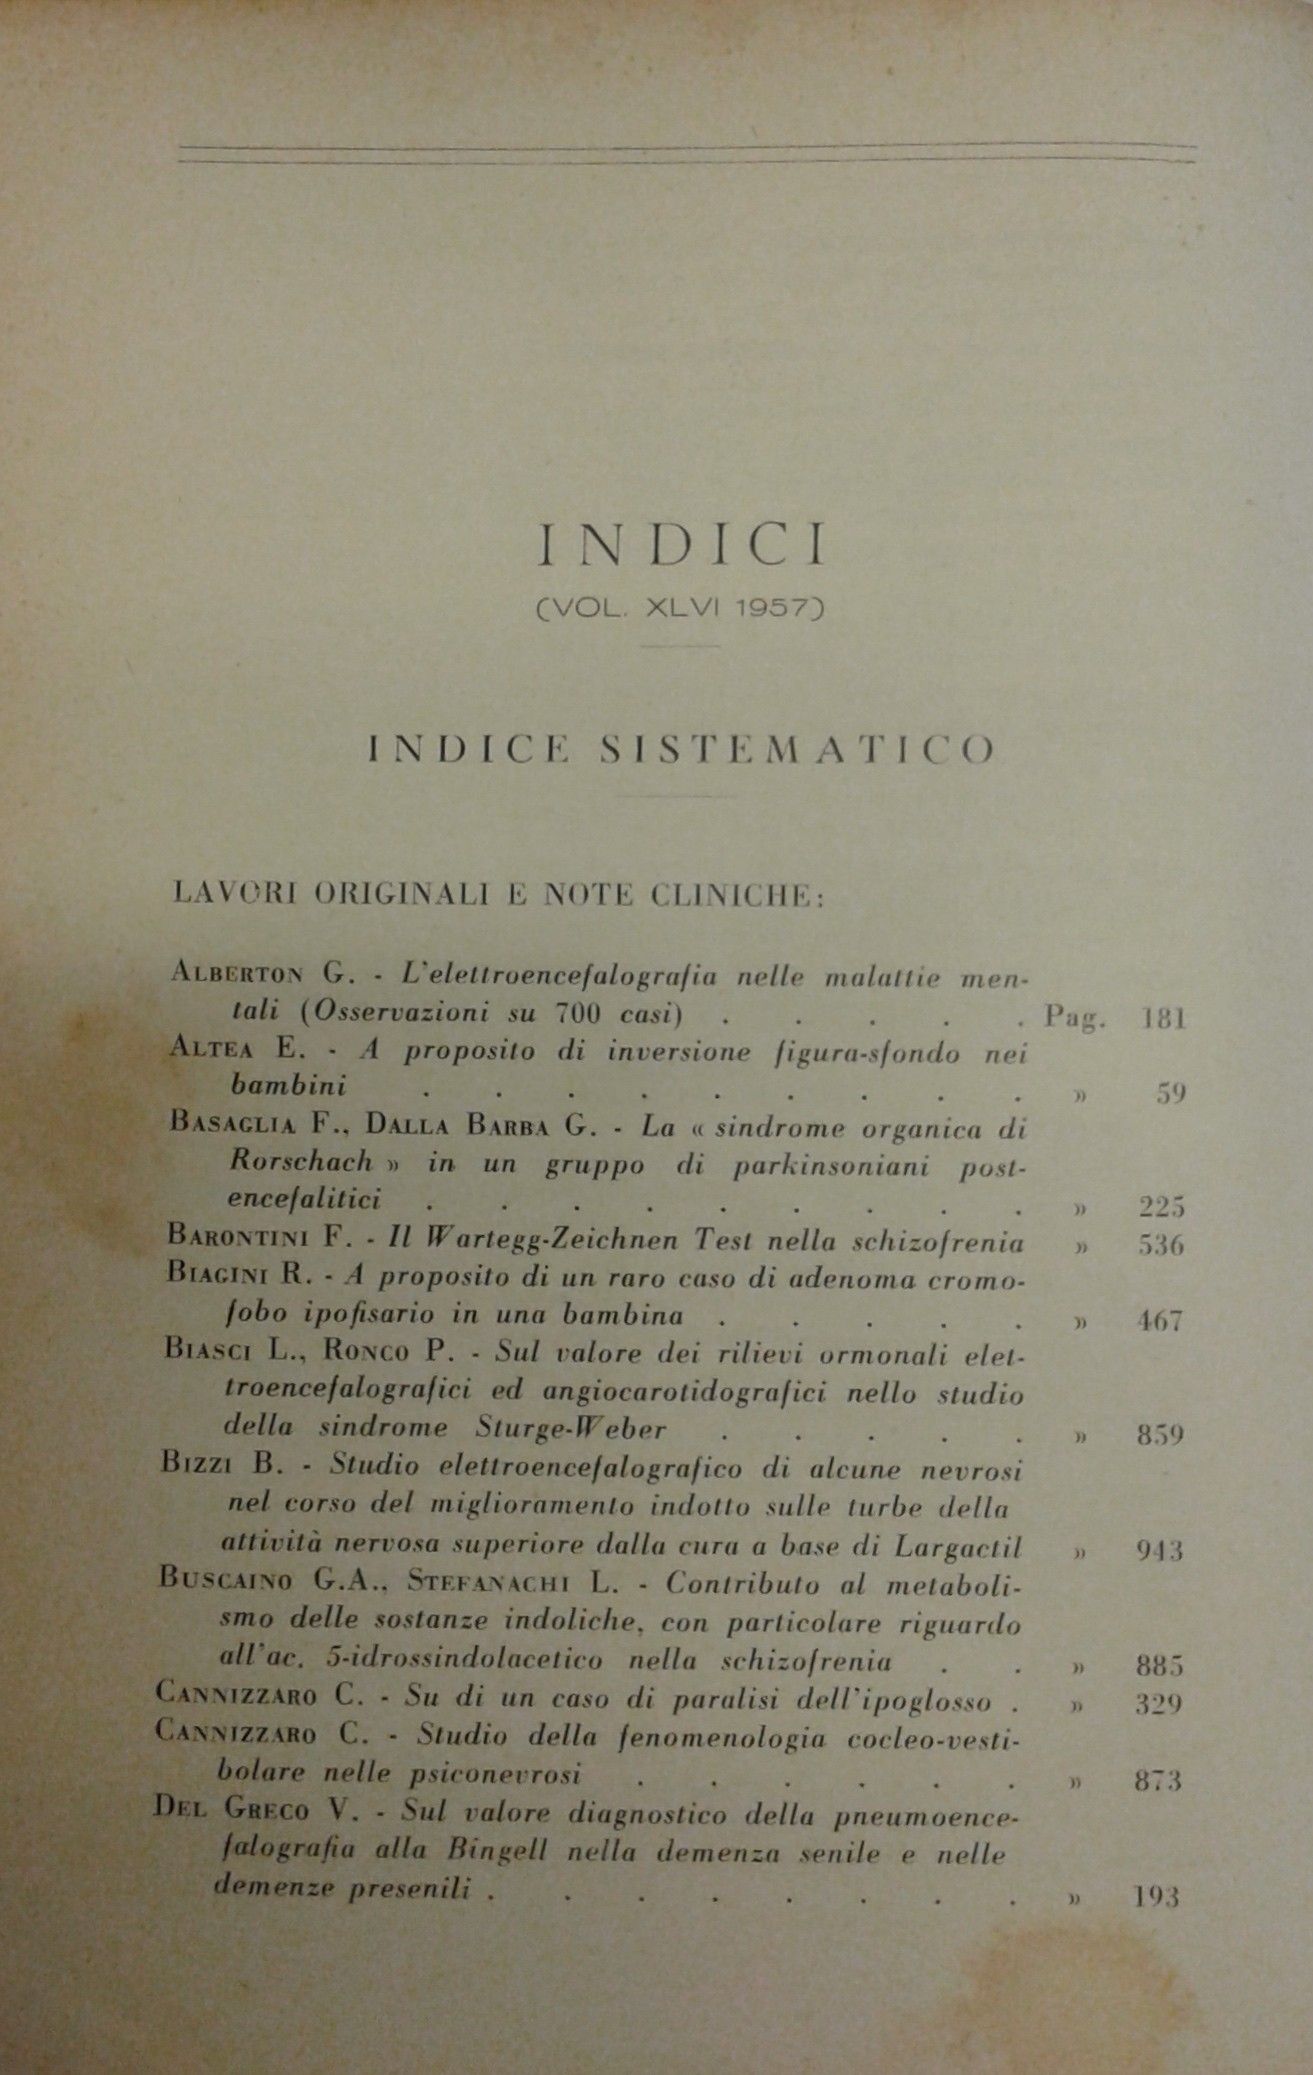 INDICI
(VOL. XLVI 1957)
INDICE SISTEMATICO
LAVORI ORIGINALI E NOTE CLINICHE:
ALBERTON G. - L'elettroencefalografia nelle malattie men-
tali (Osservazioni su 700 casi) . . . . . Pag. 181
ALTEA E. - A proposito di inversione figura-sfondo nei
bambini . . . . . . . . . » 59
BASAGLIA F., DALLA BARBA G. - La « sindrome organica di
Rorschach » in un gruppo di parkinsoniani post-
encefalitici . . . . . . . . . » 225
BARONTINI F. - Il Wartegg-Zeichnen Test nella schizofrenia » 536
BIAGINI R. - A proposito di un raro caso di adenoma cromo-
fobo ipofisario in una bambina . . . . . » 467
BIASCI L., RONCO P. - Sul valore dei rilievi ormonali elet-
troencefalografici ed angiocarotidografici nello studio
della sindrome Sturge-Weber . . . . . » 859
BIZZI B. - Studio elettroencefalografico di alcune nevrosi
nel corso del miglioramento indotto sulle turbe della
attività nervosa superiore dalla cura a base di Largactil » 943
BUSCAINO G.A., STEFANACHI L. - Contributo al metaboli-
smo delle sostanze indoliche, con particolare riguardo
all'ac. 5-idrossindolacetico nella schizofrenia . . » 885
CANNIZZARO C. - Su di un caso di paralisi dell'ipoglosso . » 329
CANNIZZARO C. - Studio della fenomenologia cocleo-vesti-
bolare nelle psiconevrosi . . . . . . » 873
DEL GRECO V. - Sul valore diagnostico della pneumoence-
falografia alla Bingell nella demenza senile e nelle
demenze presenili . . . . . . . . » 193